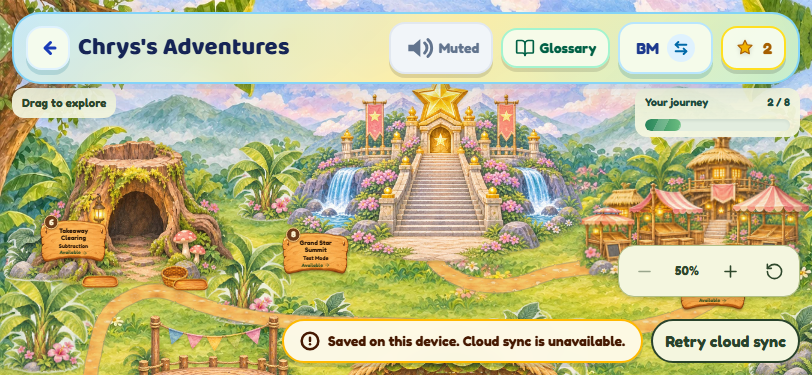 Chrys's Adventures
Muted
Glossary
BM
2
Drag to explore
Your journey 2 / 8
6
Takeaway
Clearing
Subtraction
Available
8
Grand Star
Summit
Test Mode
Available
50%
Available
Saved on this device. Cloud sync is unavailable.
Retry cloud sync